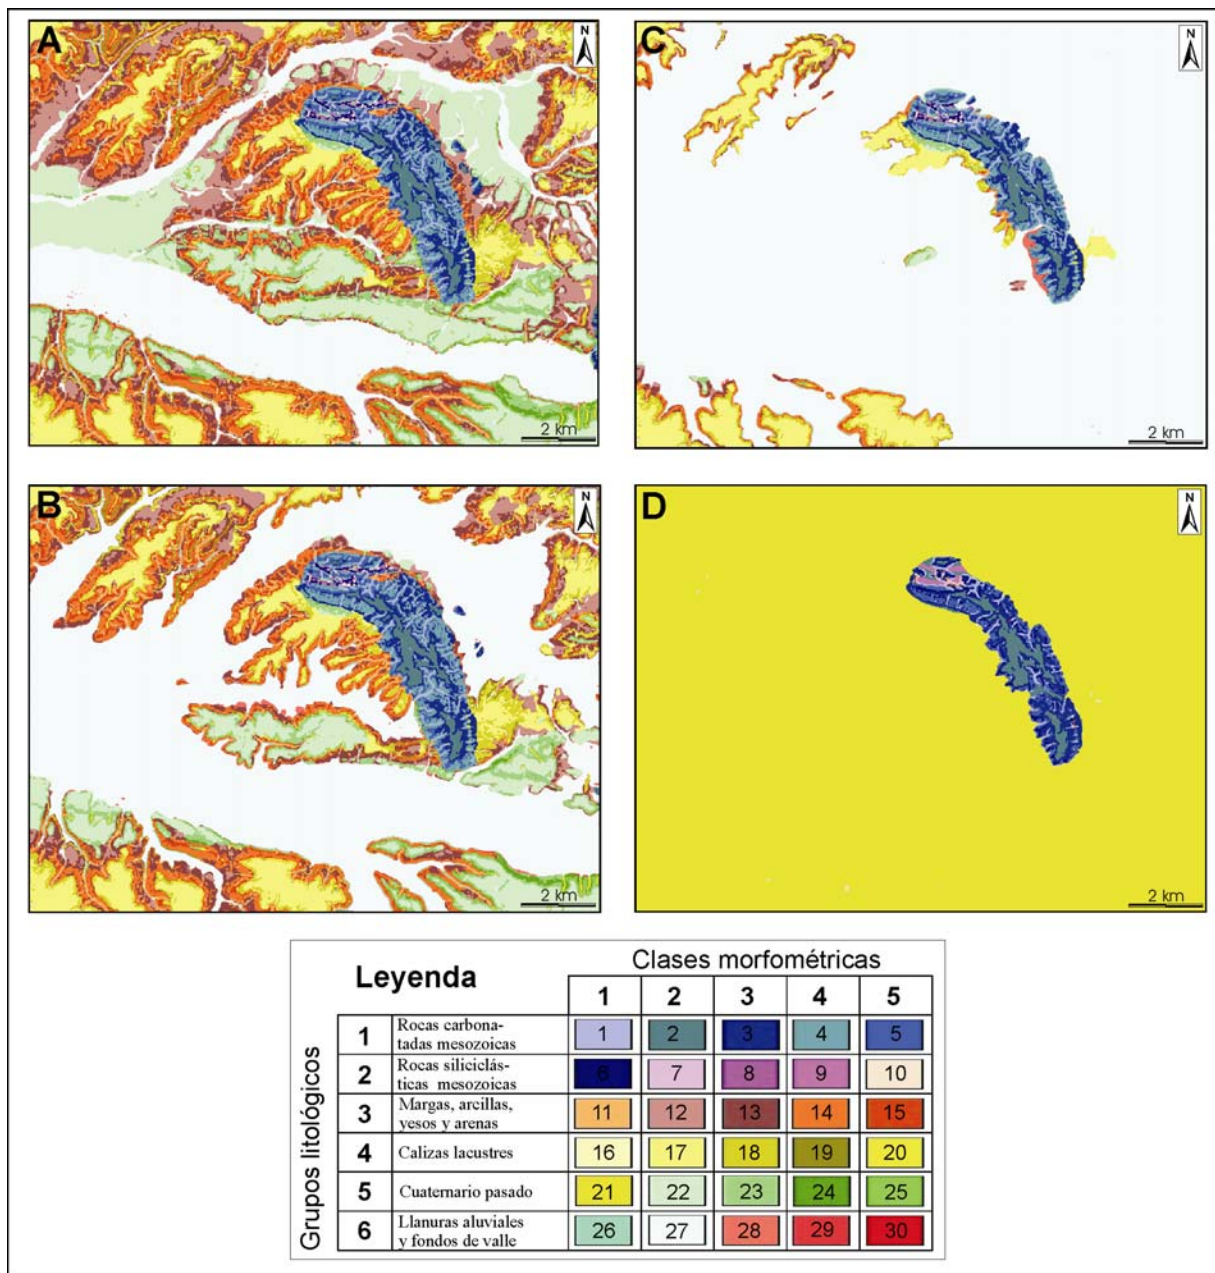 A
N
2 km
C
N
2 km
B
N
2 km
D
N
2 km
Leyenda
Clases morfométricas
1 2 3 4 5
Grupos litológicos
1 Rocas carbona-
tadas mesozoicas
1 2 3 4 5
2 Rocas siliciclás-
ticas mesozoicas
6 7 8 9 10
3 Margas, arcillas,
yesos y arenas
11 12 13 14 15
4 Calizas lacustres
16 17 18 19 20
5 Cuaternario pasado
21 22 23 24 25
6 Llanuras aluviales
y fondos de valle
26 27 28 29 30